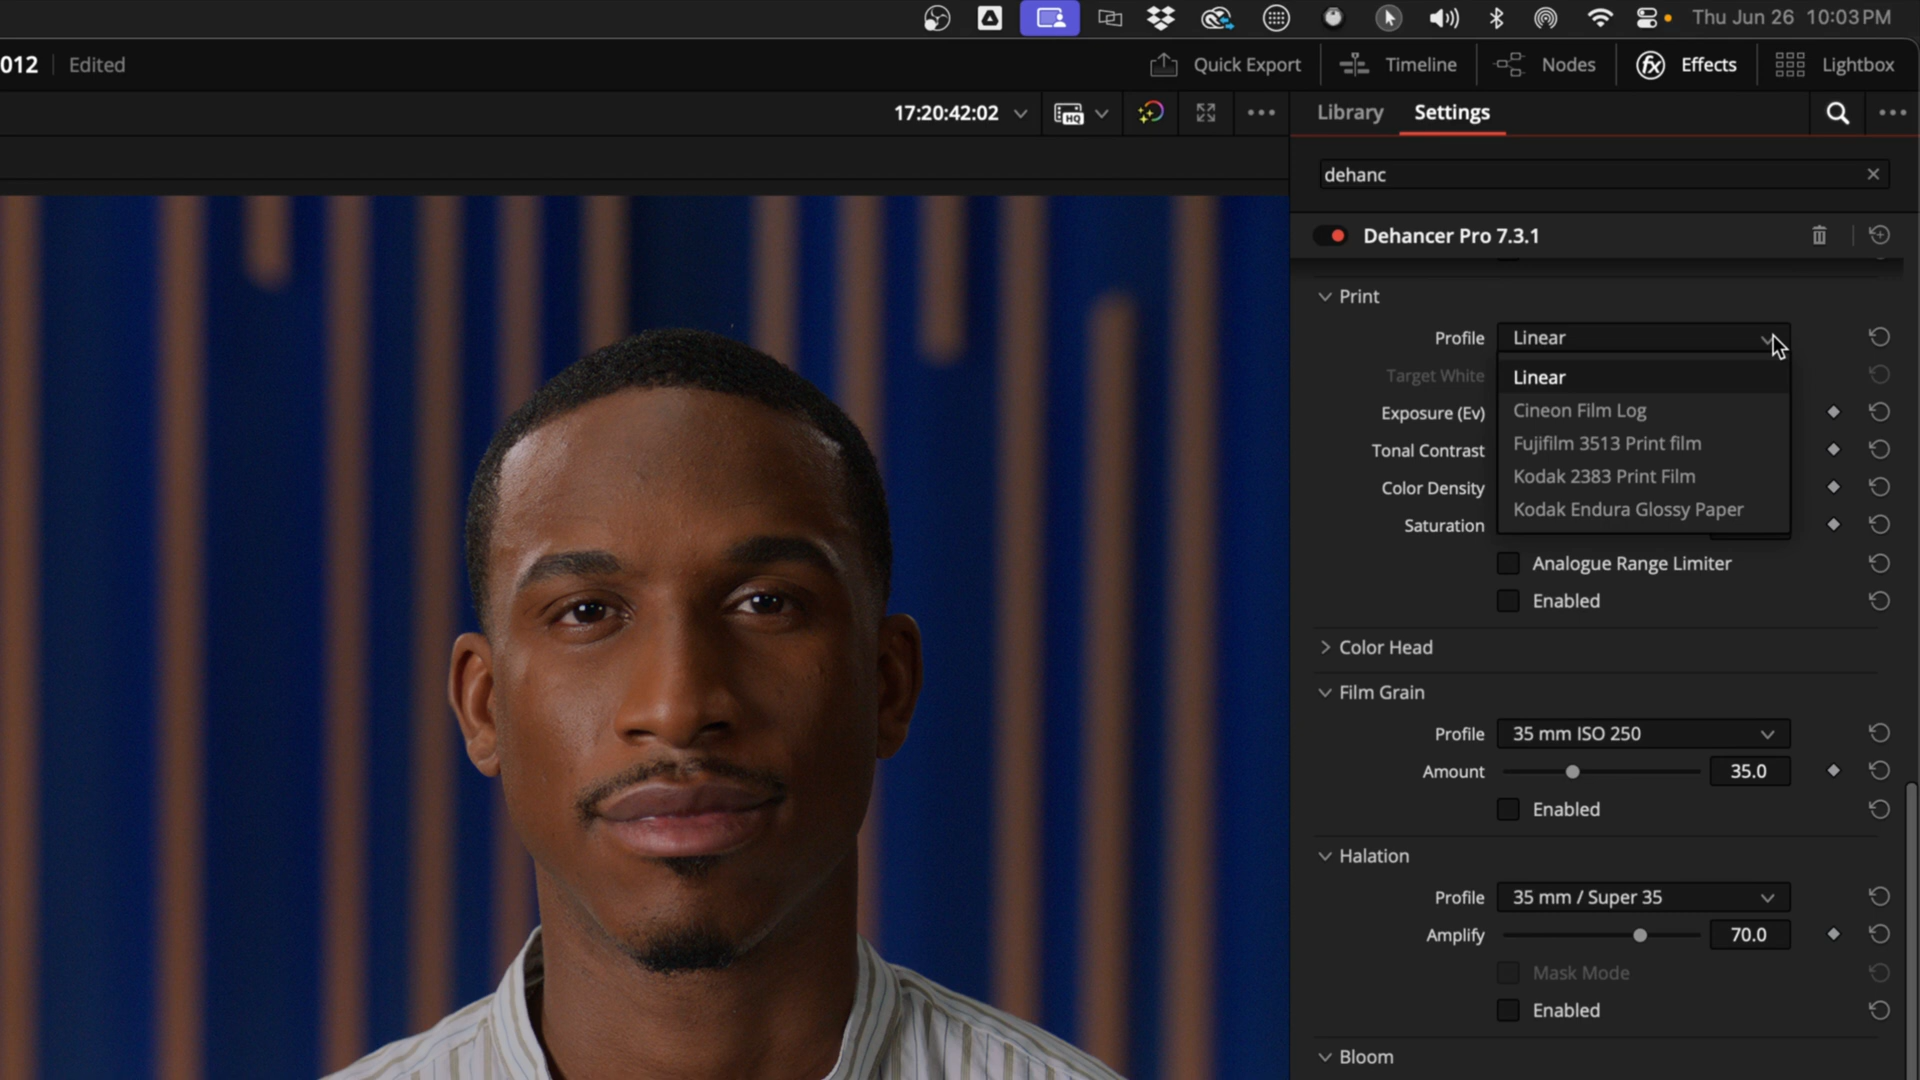 Thu Jun 26 10:03 PM
012 Edited
Quick Export
Timeline
Nodes
Effects
Lightbox
17:20:42:02
HQ
Library
Settings
dehanc
Dehancer Pro 7.3.1
Print
Profile Linear
Target White
Linear
Exposure (Ev)
Cineon Film Log
Tonal Contrast
Fujifilm 3513 Print film
Color Density
Kodak 2383 Print Film
Saturation
Kodak Endura Glossy Paper
Analogue Range Limiter
Enabled
Color Head
Film Grain
Profile 35 mm ISO 250
Amount 35.0
Enabled
Halation
Profile 35 mm / Super 35
Amplify 70.0
Mask Mode
Enabled
Bloom